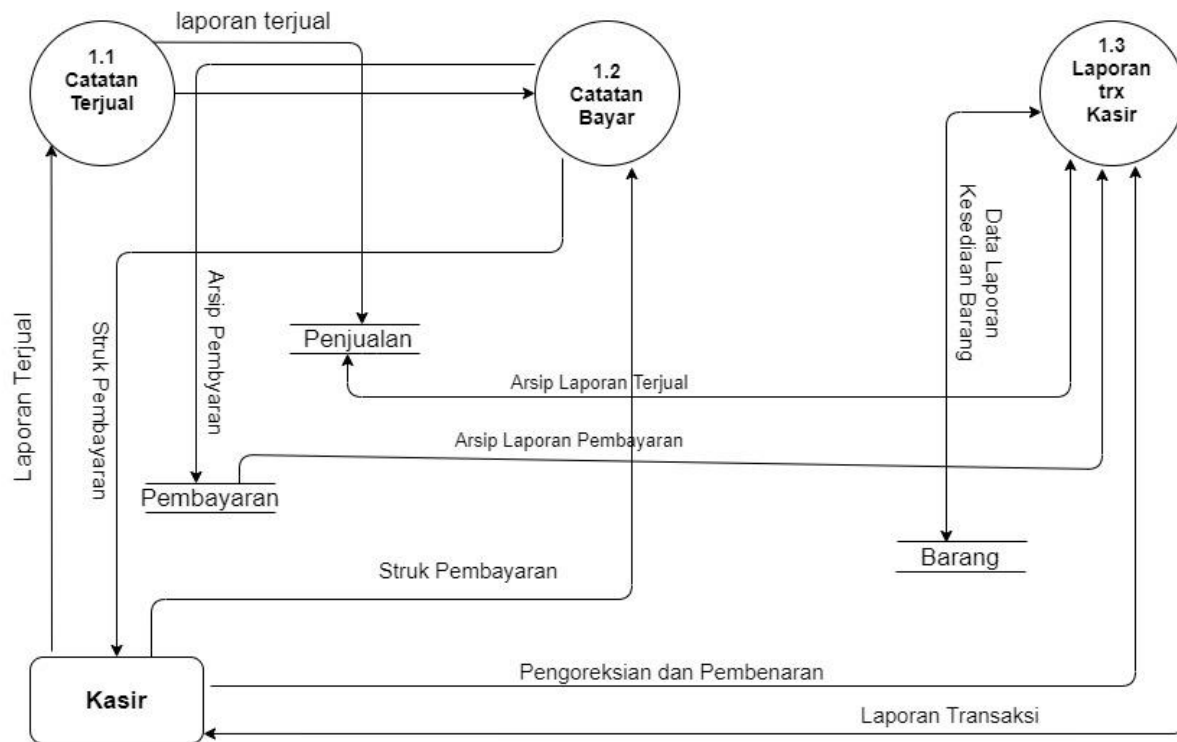 laporan terjual
1.1
Catatan
Terjual
1.2
Catatan
Bayar
1.3
Laporan
trx
Kasir
Data Laporan
Kesediaan Barang
Arsip Pembyaran
Struk Pembayaran
Laporan Terjual
Penjualan
Arsip Laporan Terjual
Arsip Laporan Pembayaran
Pembayaran
Barang
Struk Pembayaran
Kasir
Pengoreksian dan Pembenaran
Laporan Transaksi